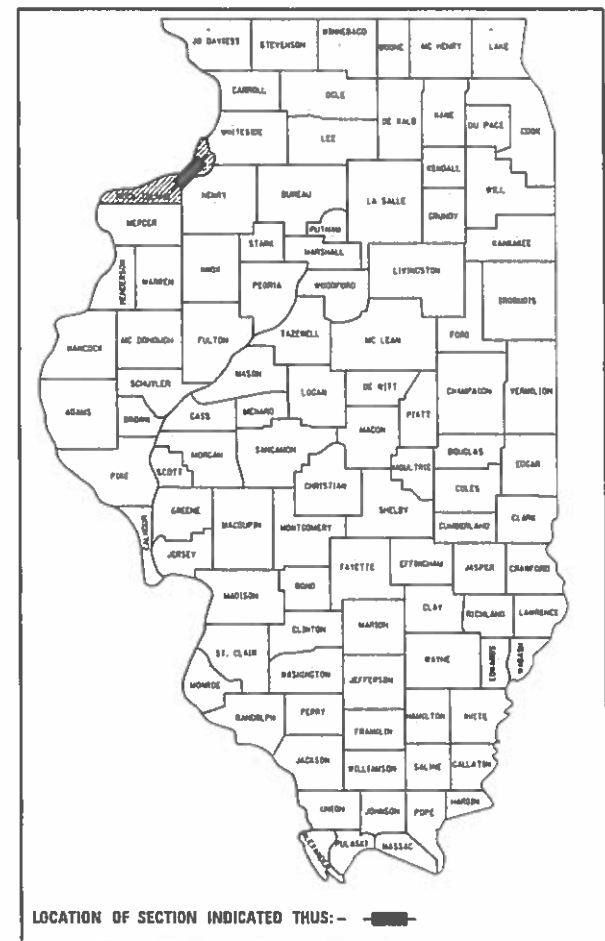 JO DAVIESS STEVENSON WINNEBAGO BOONE MC HENRY LAKE
CARROLL OGLE
DE KALB KANE DU PAGE COOK
WHITESIDE LEE
KENDALL WILL
HENRY BUREAU LA SALLE GRUNDY
MERCER PUTNAM KANKAKEE
STARK MARSHALL
HENDERSON WARREN KNOX PEORIA WOODFORD LIVINGSTON
IROQUOIS
HANCOCK MC DONOUGH FULTON TAZEWELL MC LEAN FORD
MASON
SCHUYLER LOGAN DE WITT CHAMPAIGN VERMILION
ADAMS BROWN CASS MENARD PIATT
MACON
PIKE SCOTT MORGAN SANGAMON MOULTRIE DOUGLAS EDGAR
CHRISTIAN COLES
CALHOUN GREENE MACOUPIN MONTGOMERY SHELBY CUMBERLAND CLARK
JERSEY
FAYETTE EFFINGHAM JASPER CRAWFORD
MADISON BOND
CLAY RICHLAND LAWRENCE
CLINTON MARION
ST. CLAIR WAYNE EDWARDS WABASH
WASHINGTON JEFFERSON
MONROE
RANDOLPH PERRY HAMILTON WHITE
FRANKLIN
JACKSON WILLIAMSON SALINE GALLATIN
UNION JOHNSON POPE HARDIN
ALEXANDER PULASKI MASSAC
LOCATION OF SECTION INDICATED THUS: -